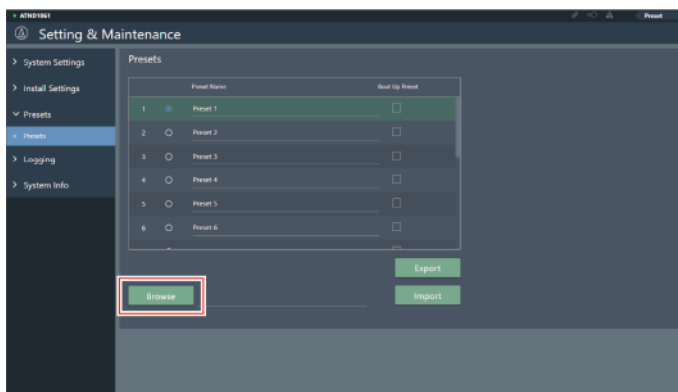 ATND1061
Preset
Setting & Maintenance
System Settings
Install Settings
Presets
Presets
Logging
System Info
Presets
Preset Name Boot Up Preset
1 Preset 1
2 Preset 2
3 Preset 3
4 Preset 4
5 Preset 5
6 Preset 6
Export
Browse
Import